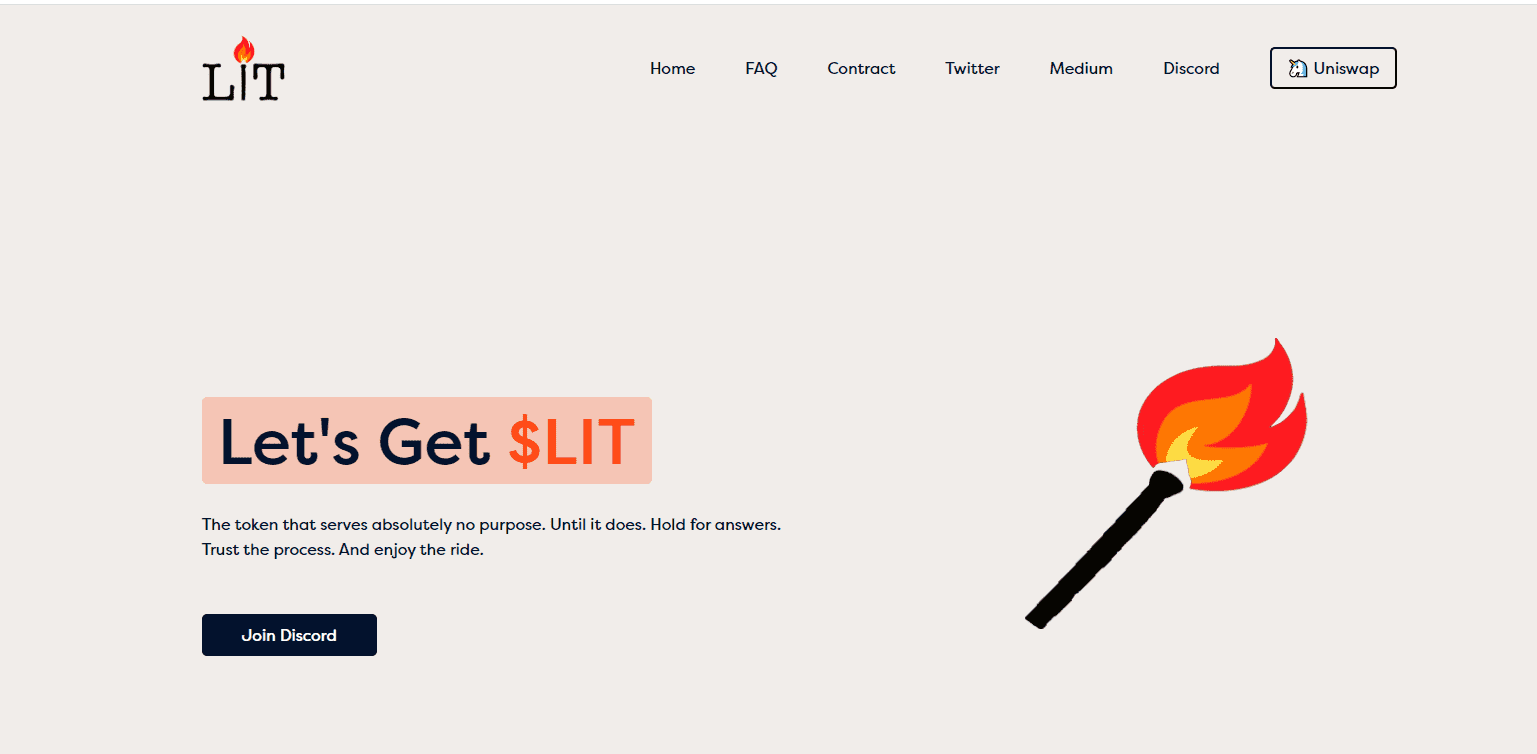 LiT
Home FAQ Contract Twitter Medium Discord Uniswap
Let's Get $LIT
The token that serves absolutely no purpose. Until it does. Hold for answers.
Trust the process. And enjoy the ride.
Join Discord